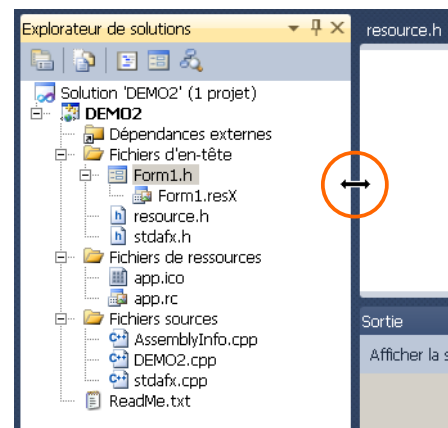 Explorateur de solutions
resource.h
Solution 'DEMO2' (1 projet)
DEMO2
Dépendances externes
Fichiers d'en-tête
Form1.h
Form1.resX
resource.h
stdafx.h
Fichiers de ressources
app.ico
app.rc
Fichiers sources
AssemblyInfo.cpp
DEMO2.cpp
stdafx.cpp
ReadMe.txt
Sortie
Afficher la